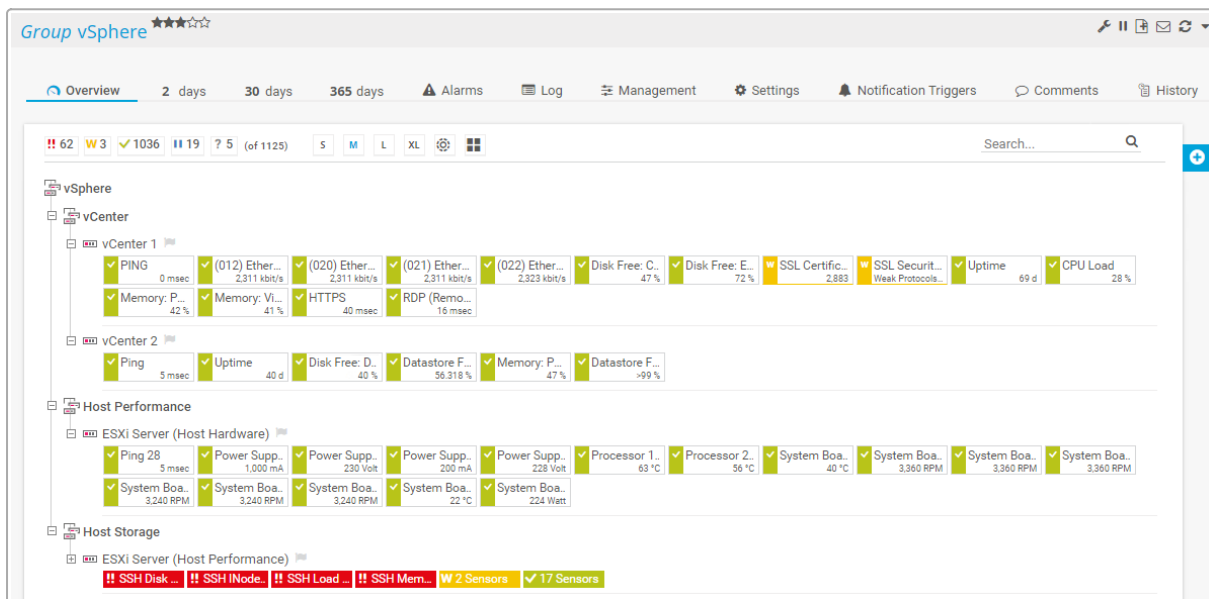 Group vSphere
Overview 2 days 30 days 365 days Alarms Log Management Settings Notification Triggers Comments History
!! 62 W 3 1036 19 ? 5 (of 1125) S M L XL Search...
vSphere
vCenter
vCenter 1
PING (012) Ether... (020) Ether... (021) Ether... (022) Ether... Disk Free: C.. Disk Free: E... W SSL Certific... W SSL Securit... Uptime CPU Load
0 msec 2,311 kbit/s 2,311 kbit/s 2,311 kbit/s 2,323 kbit/s 47 % 72 % 2,883 Weak Protocols... 69 d 28 %
Memory: P... Memory: Vi... HTTPS RDP (Remo...
42 % 41 % 40 msec 16 msec
vCenter 2
Ping Uptime Disk Free: D.. Datastore F... Memory: P... Datastore F...
5 msec 40 d 40 % 56.318 % 47 % >99 %
Host Performance
ESXi Server (Host Hardware)
Ping 28 Power Supp.. Power Supp.. Power Supp.. Power Supp.. Processor 1.. Processor 2... System Boa.. System Boa.. System Boa.. System Boa..
5 msec 1,000 mA 230 Volt 200 mA 228 Volt 63 °C 56 °C 40 °C 3,360 RPM 3,360 RPM 3,360 RPM
System Boa.. System Boa.. System Boa.. System Boa.. System Boa..
3,240 RPM 3,240 RPM 3,240 RPM 22 °C 224 Watt
Host Storage
ESXi Server (Host Performance)
!! SSH Disk ... !! SSH INode.. !! SSH Load ... !! SSH Mem... W 2 Sensors 17 Sensors